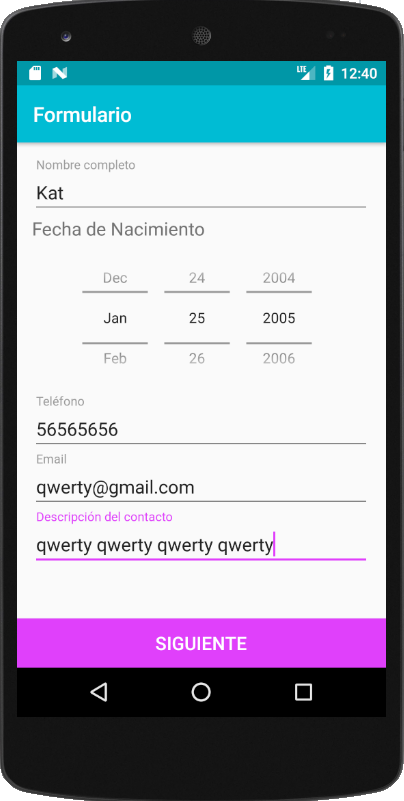 LTE 12:40
Formulario
Nombre completo
Kat
Fecha de Nacimiento
Dec 24 2004
Jan 25 2005
Feb 26 2006
Teléfono
56565656
Email
qwerty@gmail.com
Descripción del contacto
qwerty qwerty qwerty qwerty
SIGUIENTE